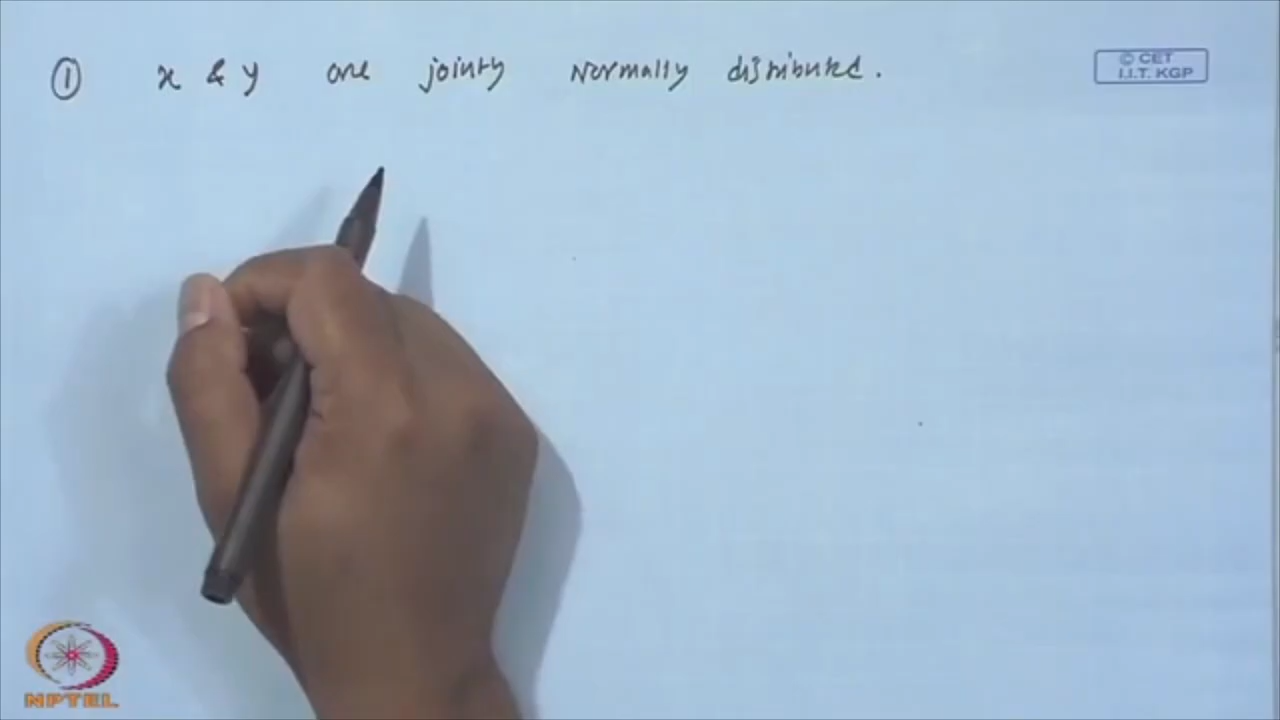 ① x & y are jointly Normally distributed.
© CET
I.I.T. KGP
NPTEL